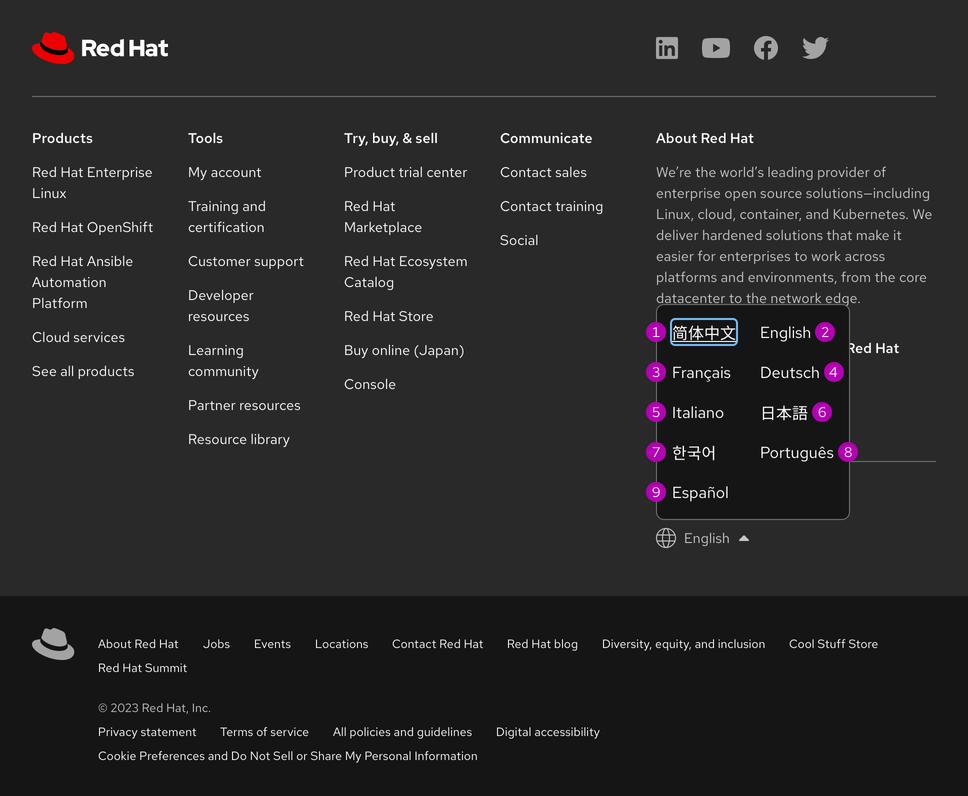 Red Hat
Products
Red Hat Enterprise
Linux
Red Hat OpenShift
Red Hat Ansible
Automation
Platform
Cloud services
See all products
Tools
My account
Training and
certification
Customer support
Developer
resources
Learning
community
Partner resources
Resource library
Try, buy, & sell
Product trial center
Red Hat
Marketplace
Red Hat Ecosystem
Catalog
Red Hat Store
Buy online (Japan)
Console
Communicate
Contact sales
Contact training
Social
About Red Hat
We’re the world’s leading provider of
enterprise open source solutions—including
Linux, cloud, container, and Kubernetes. We
deliver hardened solutions that make it
easier for enterprises to work across
platforms and environments, from the core
datacenter to the network edge.
Red Hat
1 简体中文 English 2
3 Français Deutsch 4
5 Italiano 日本語 6
7 한국어 Português 8
9 Español
English
About Red Hat Jobs Events Locations Contact Red Hat Red Hat blog Diversity, equity, and inclusion Cool Stuff Store
Red Hat Summit
© 2023 Red Hat, Inc.
Privacy statement Terms of service All policies and guidelines Digital accessibility
Cookie Preferences and Do Not Sell or Share My Personal Information